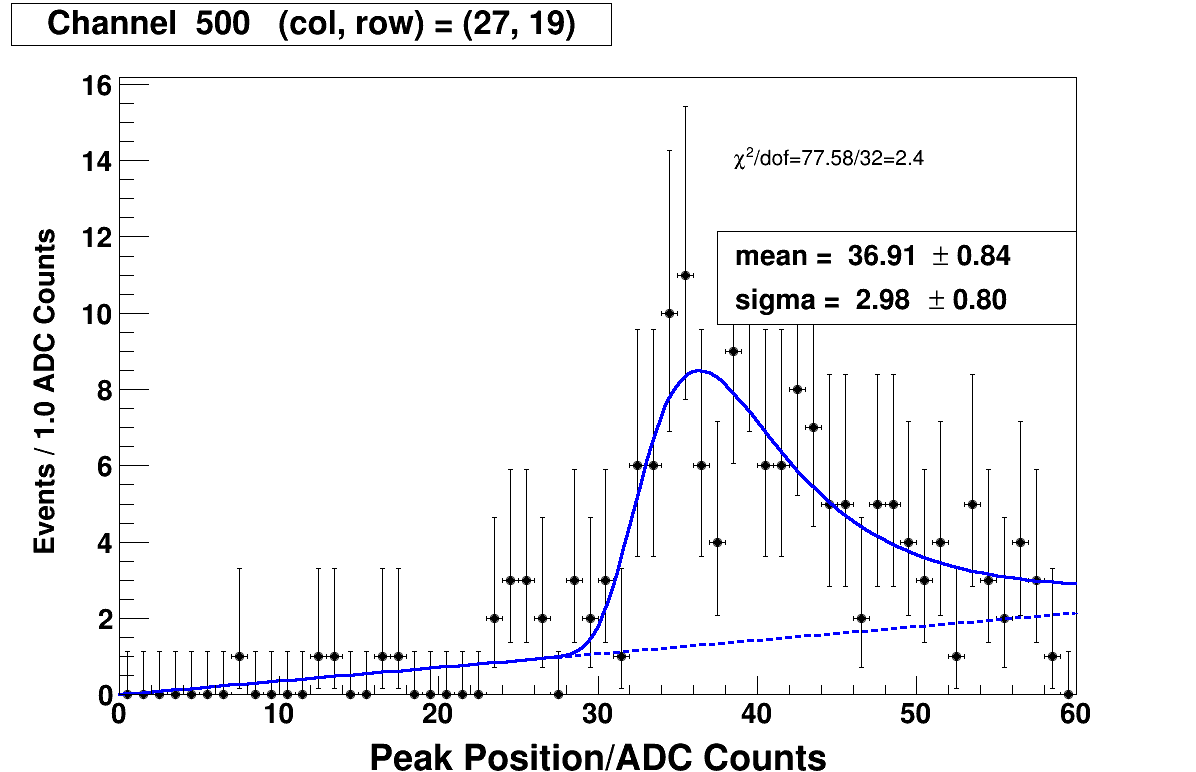 Channel 500 (col, row) = (27, 19)
16
14
12
10
8
6
4
2
0
Events / 1.0 ADC Counts
χ²/dof=77.58/32=2.4
mean = 36.91 ± 0.84
sigma = 2.98 ± 0.80
0 10 20 30 40 50 60
Peak Position/ADC Counts